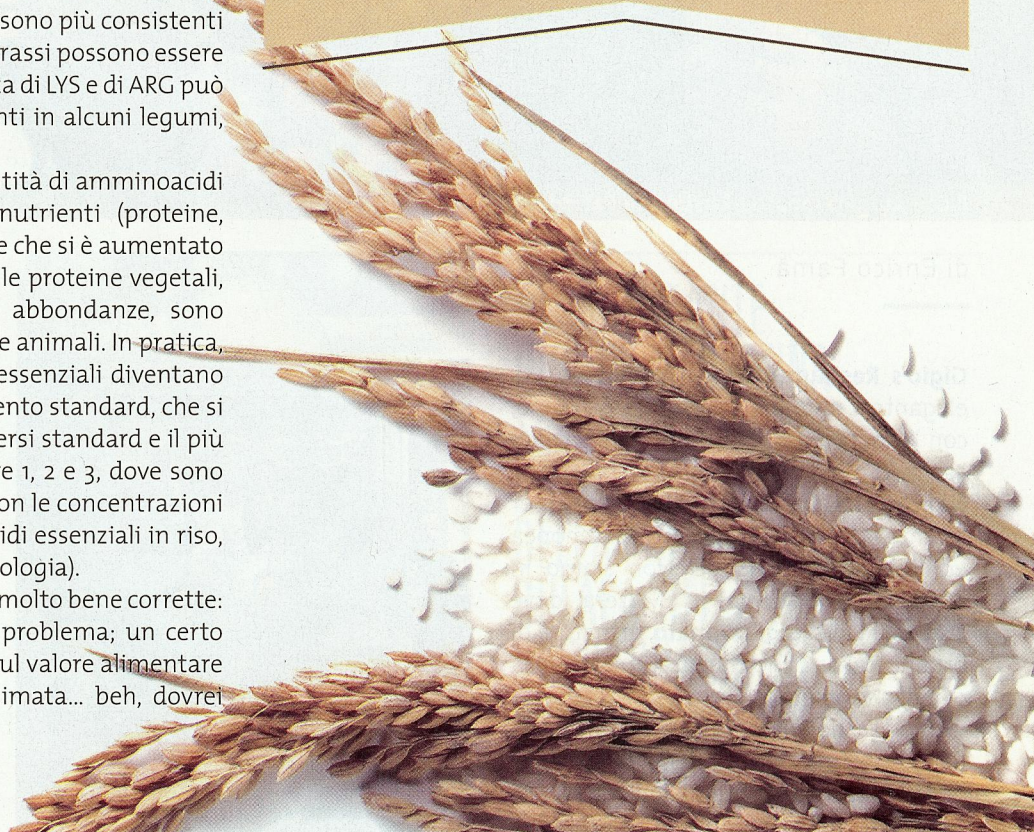 sono più consistenti
rassi possono essere
a di LYS e di ARG può
nti in alcuni legumi,
tità di amminoacidi
nutrienti (proteine,
e che si è aumentato
le proteine vegetali,
abbondanze, sono
e animali. In pratica,
essenziali diventano
ento standard, che si
ersi standard e il più
re 1, 2 e 3, dove sono
on le concentrazioni
idi essenziali in riso,
ologia).
molto bene corrette:
problema; un certo
ul valore alimentare
imata... beh, dovrei
di Enrico Famà